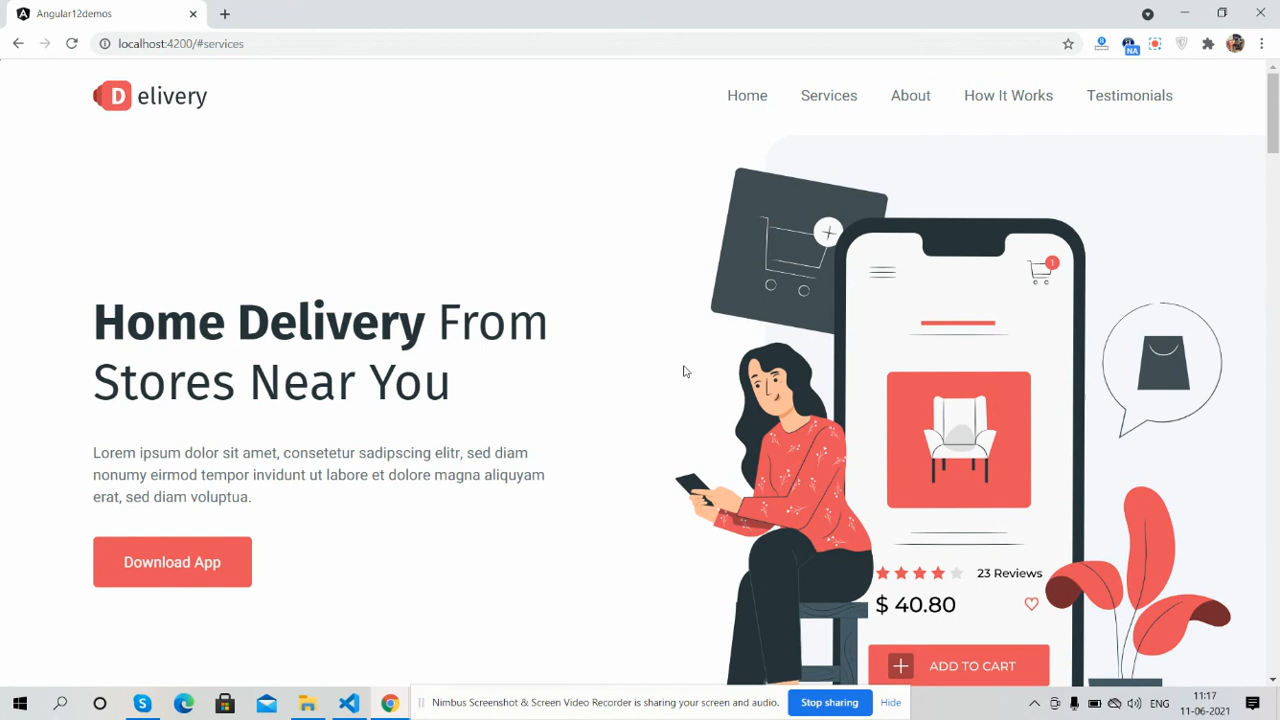 Angular12demos
localhost:4200/#services
NA
D elivery
Home Services About How It Works Testimonials
1
Home Delivery From
Stores Near You
Lorem ipsum dolor sit amet, consetetur sadipscing elitr, sed diam
nonumy eirmod tempor invidunt ut labore et dolore magna aliquyam
erat, sed diam voluptua.
Download App
23 Reviews
$ 40.80
ADD TO CART
Nimbus Screenshot & Screen Video Recorder is sharing your screen and audio.
Stop sharing
Hide
ENG
11:17
11-06-2021